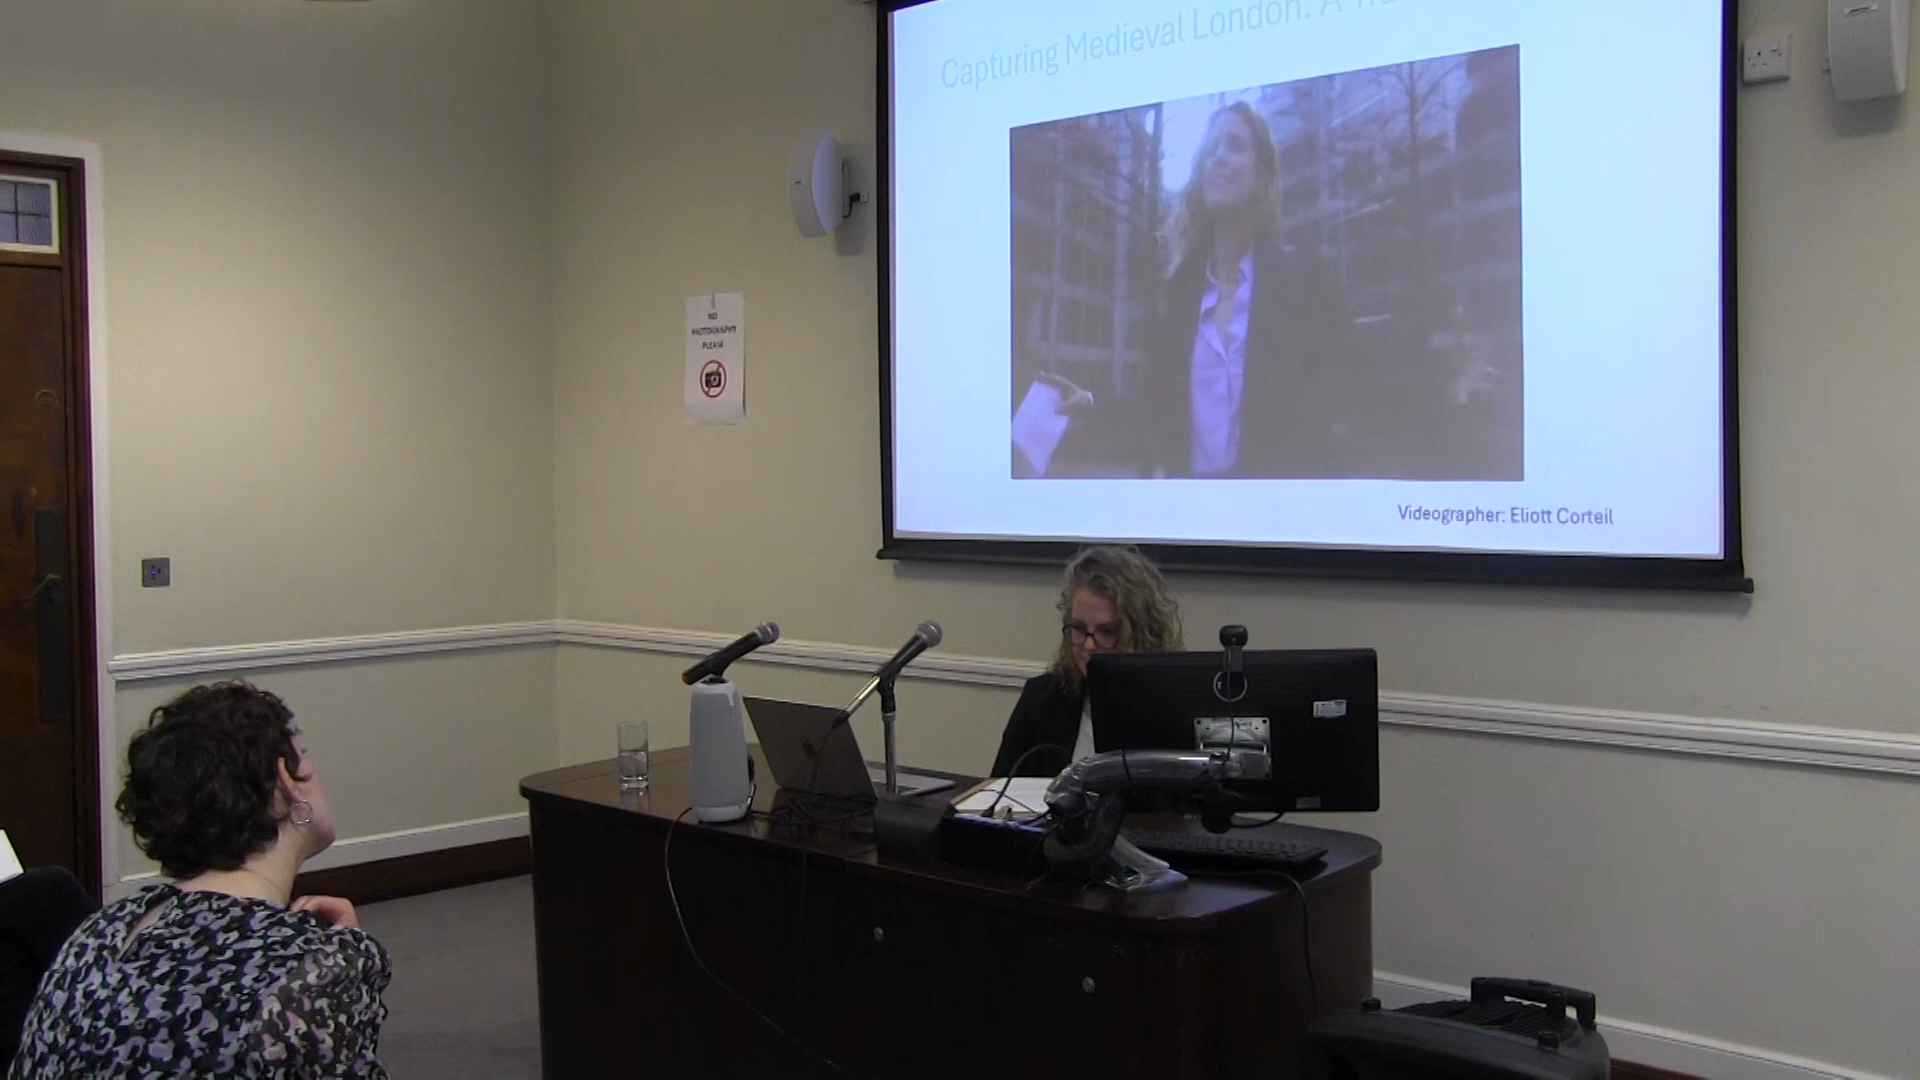 Capturing Medieval London: A
NO
PHOTOGRAPHY
PLEASE
Videographer: Eliott Corteil